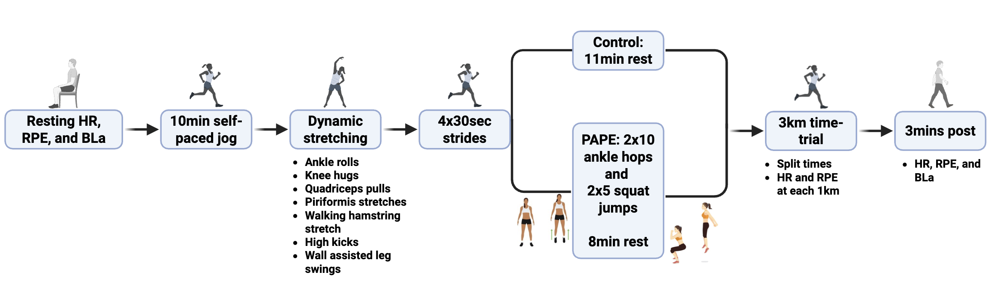 Resting HR,
RPE, and BLa
10min self-
paced jog
Dynamic
stretching
• Ankle rolls
• Knee hugs
• Quadriceps pulls
• Piriformis stretches
• Walking hamstring
stretch
• High kicks
• Wall assisted leg
swings
4x30sec
strides
Control:
11min rest
PAPE: 2x10
ankle hops
and
2x5 squat
jumps
8min rest
3km time-
trial
• Split times
• HR and RPE
at each 1km
3mins post
• HR, RPE, and
BLa